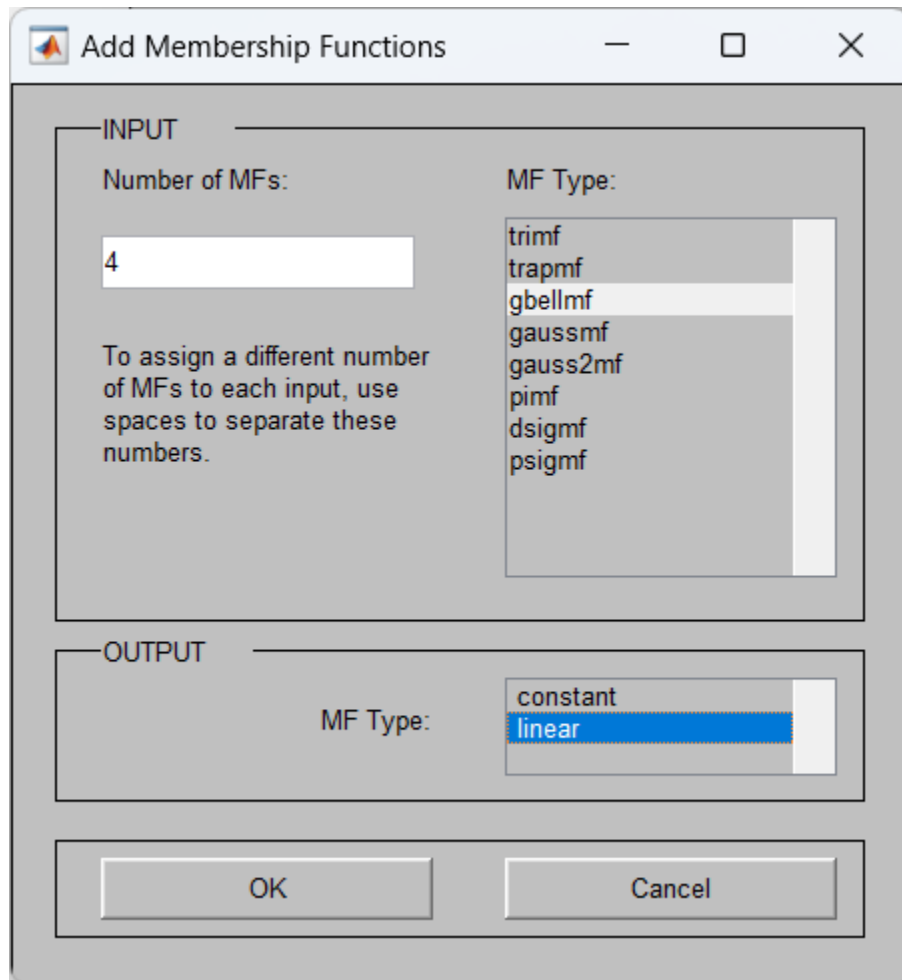 Add Membership Functions
INPUT
Number of MFs:
4
To assign a different number
of MFs to each input, use
spaces to separate these
numbers.
MF Type:
trimf
trapmf
gbellmf
gaussmf
gauss2mf
pimf
dsigmf
psigmf
OUTPUT
MF Type:
constant
linear
OK
Cancel